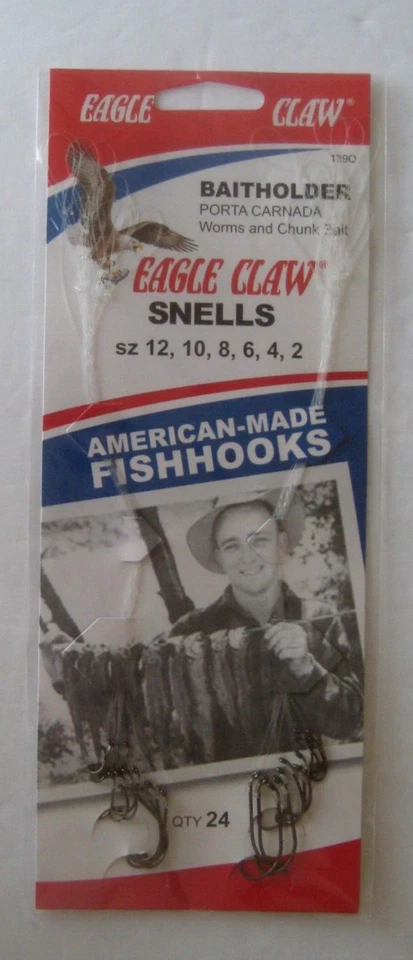 EAGLE CLAW®
139Q
BAITHOLDER
PORTA CARNADA
Worms and Chunk Bait
EAGLE CLAW®
SNELLS
sz 12, 10, 8, 6, 4, 2
AMERICAN-MADE
FISHHOOKS
QTY 24